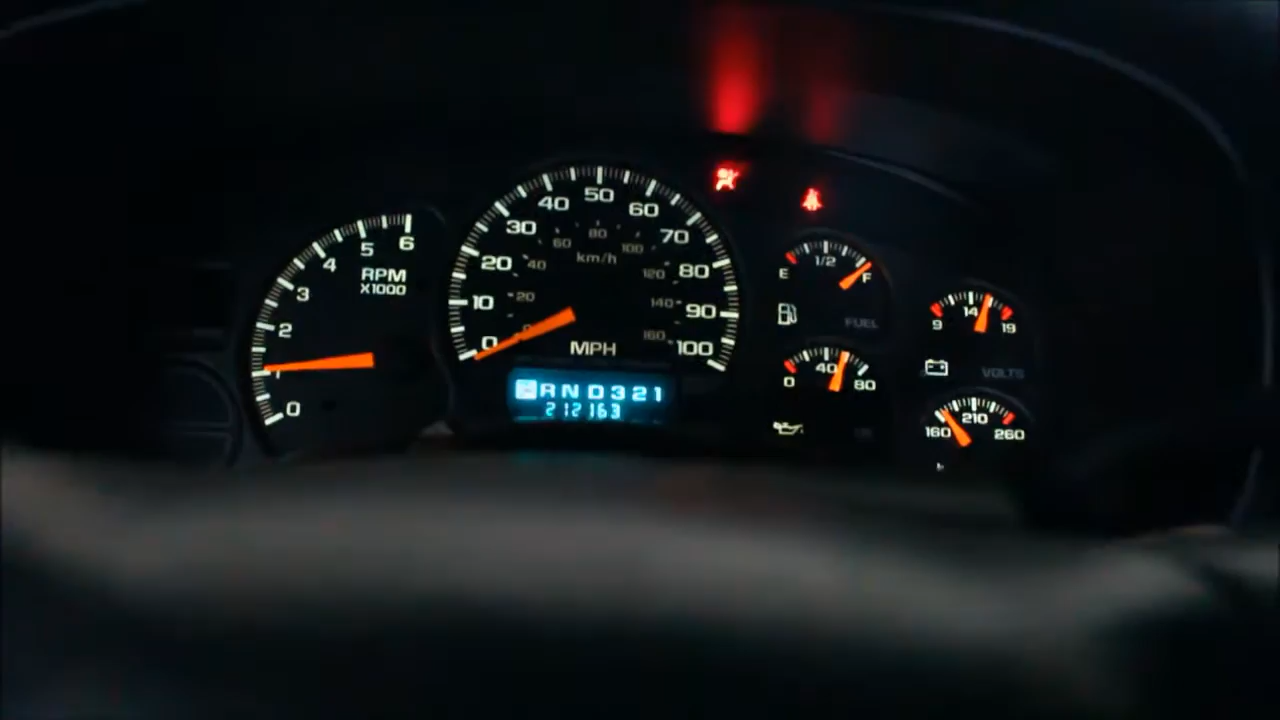 0 1 2 3 4 5 6
RPM
X1000
0 10 20 30 40 50 60 70 80 90 100
0 20 40 60 80 100 120 140 160
km/h
MPH
R N D 3 2 1
212163
E 1/2 F
FUEL
0 40 80
9 14 19
VOLTS
160 210 260